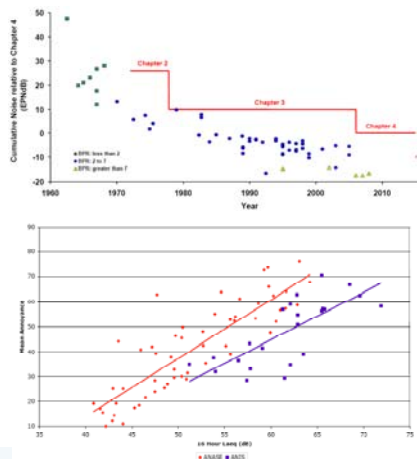 Cumulative Noise relative to Chapter 4
(EPNdB)
50
40
30
20
10
0
-10
-20
Chapter 2
Chapter 3
Chapter 4
BPR: less than 2
BPR: 2 to 7
BPR: greater than 7
1960
1970
1980
1990
2000
2010
Year
Mean Annoyance
90
80
70
60
50
40
30
20
10
35
40
45
50
55
60
65
70
75
16 Hour Laeq (dB)
ANASE
ANIS